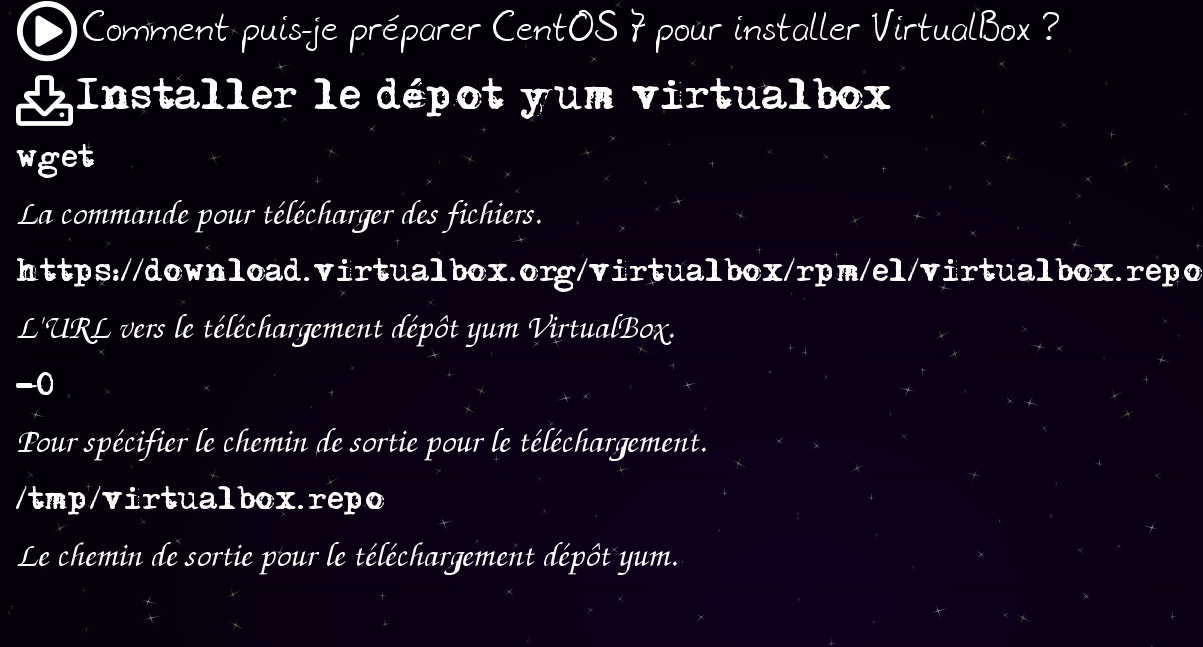 Comment puis-je préparer CentOS 7 pour installer VirtualBox ?
Installer le dépot yum virtualbox
wget
La commande pour télécharger des fichiers.
https://download.virtualbox.org/virtualbox/rpm/el/virtualbox.repo
L'URL vers le téléchargement dépôt yum VirtualBox.
-O
Pour spécifier le chemin de sortie pour le téléchargement.
/tmp/virtualbox.repo
Le chemin de sortie pour le téléchargement dépôt yum.